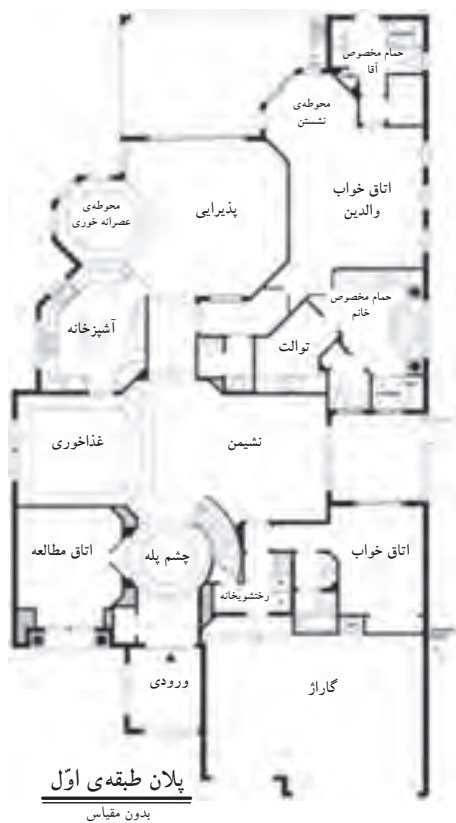 حمام مخصوص
آقا
محوطه‌ی
نشستن
اتاق خواب
والدین
پذیرایی
محوطه‌ی
عصرانه خوری
حمام مخصوص
خانم
آشپزخانه
توالت
غذاخوری
نشیمن
اتاق مطالعه
چشم پله
اتاق خواب
رختشویخانه
ورودی
گاراژ
پلان طبقه‌ی اوّل
بدون مقیاس